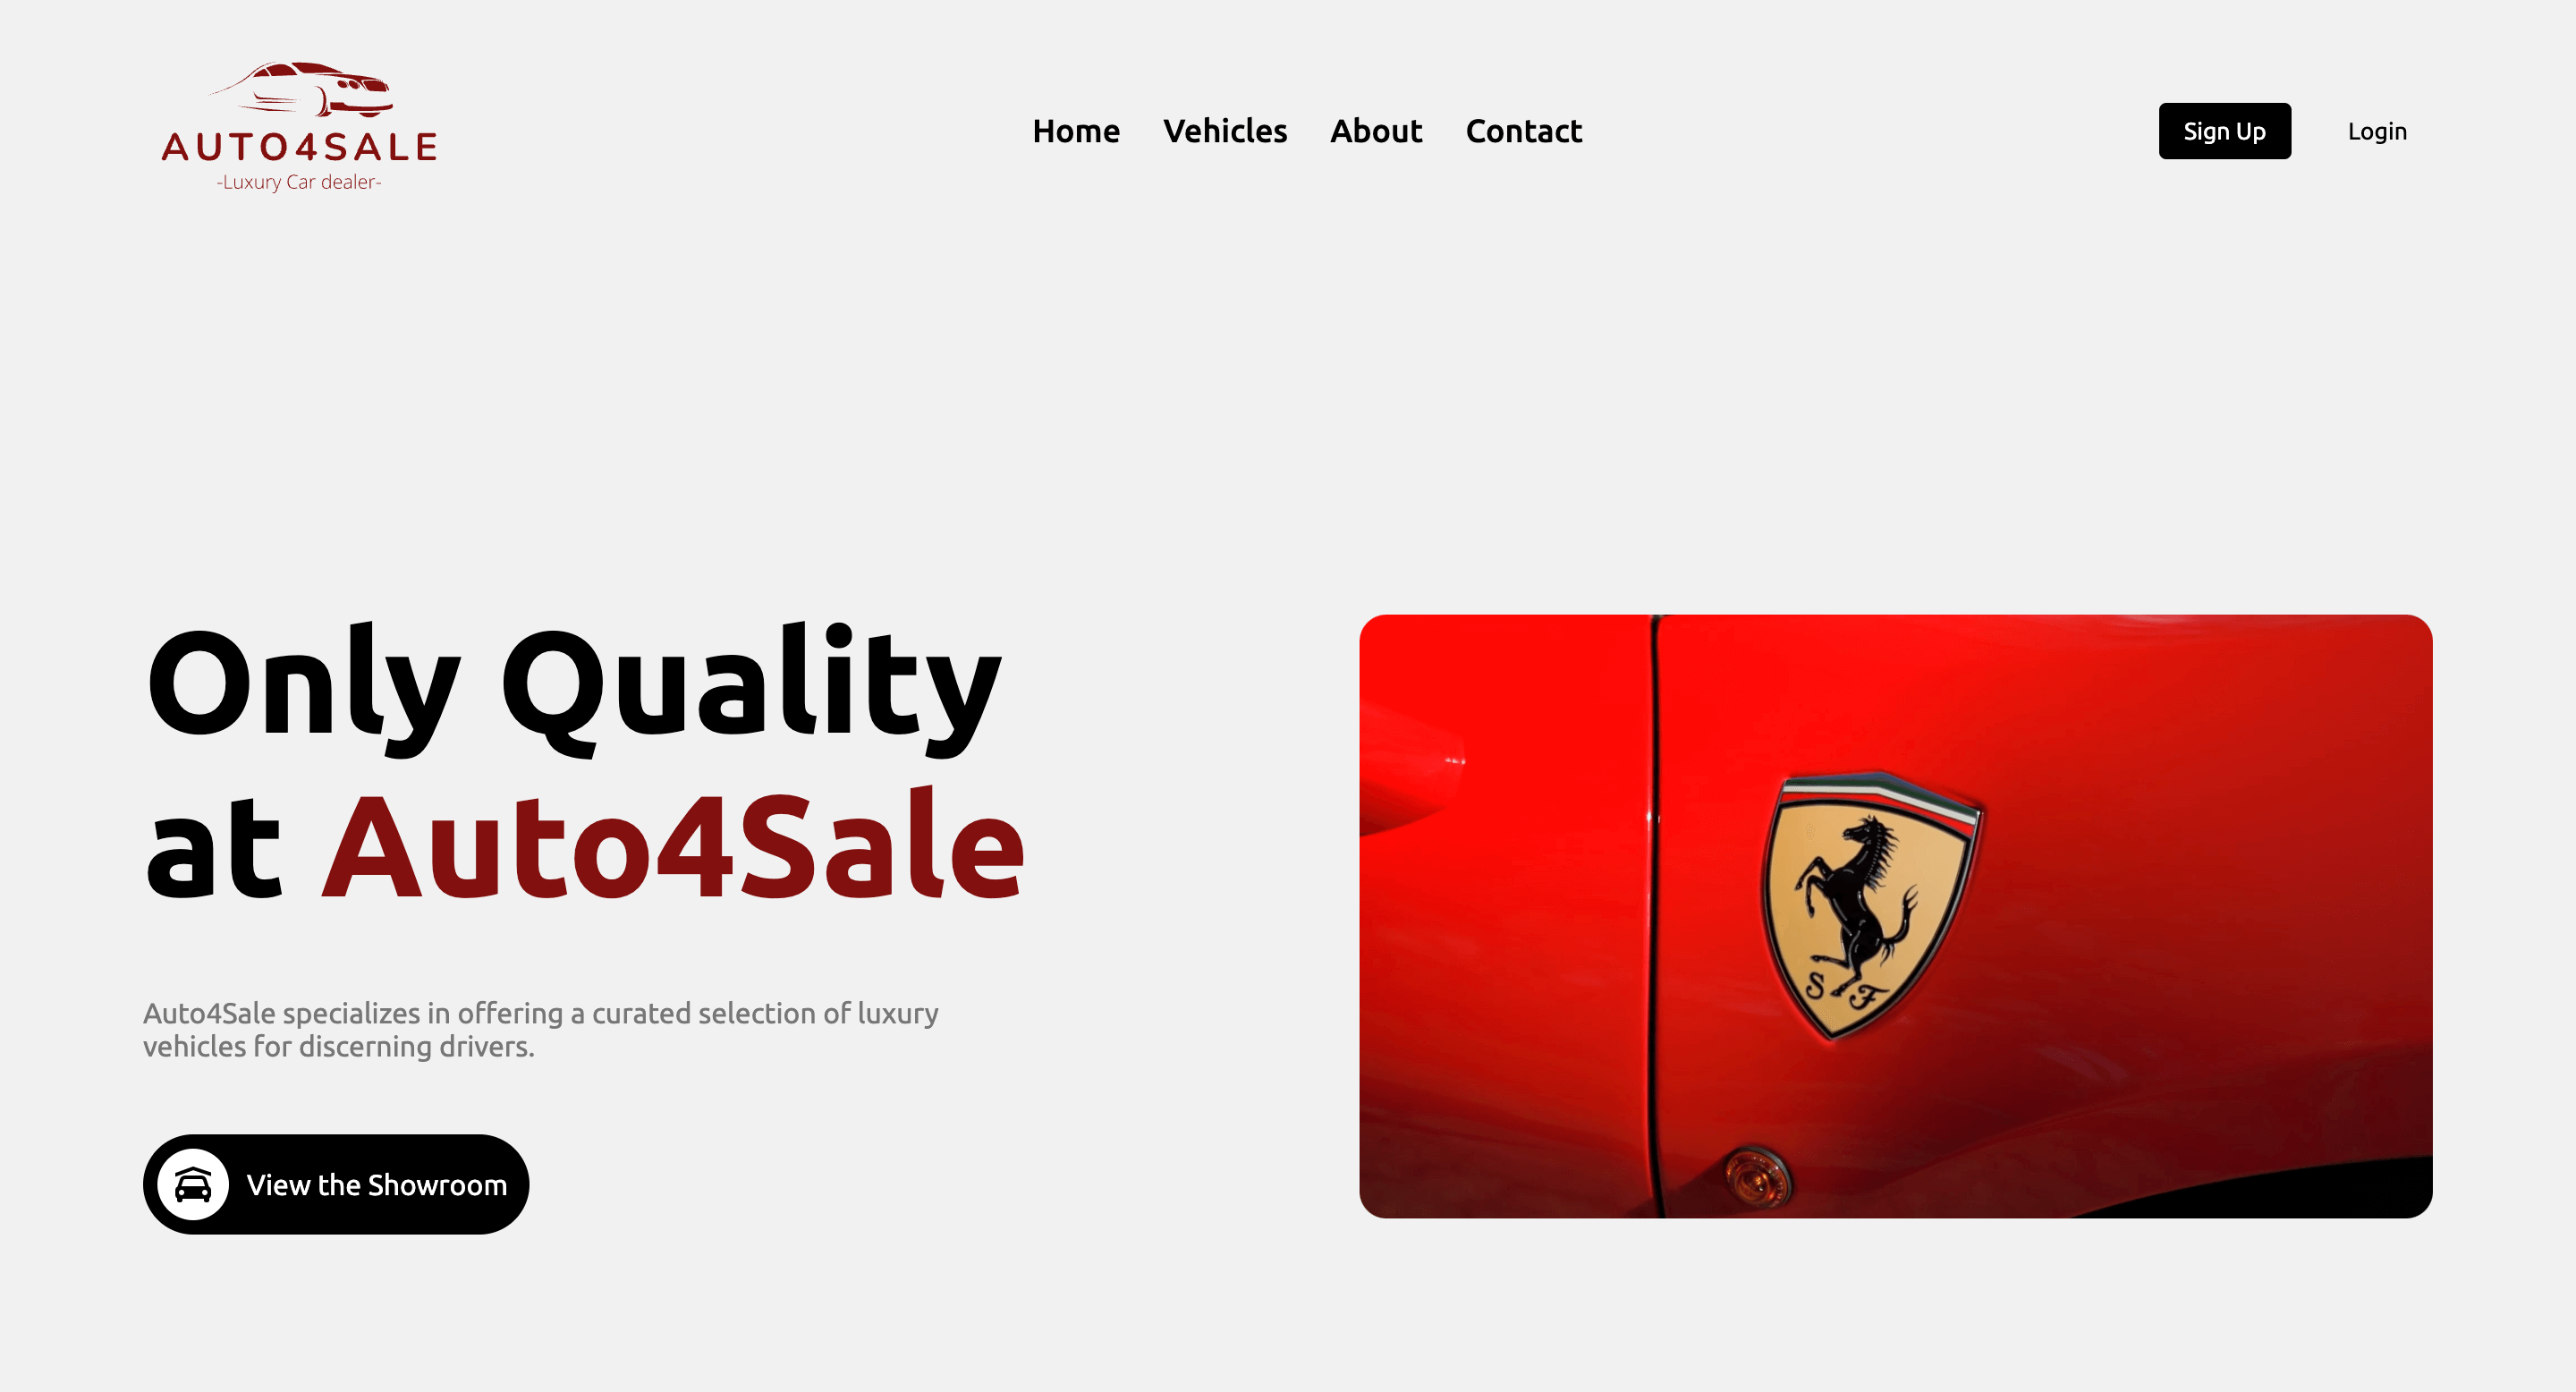 AUTO4SALE
-Luxury Car dealer-
Home Vehicles About Contact
Sign Up Login
Only Quality
at Auto4Sale
Auto4Sale specializes in offering a curated selection of luxury
vehicles for discerning drivers.
View the Showroom
S F